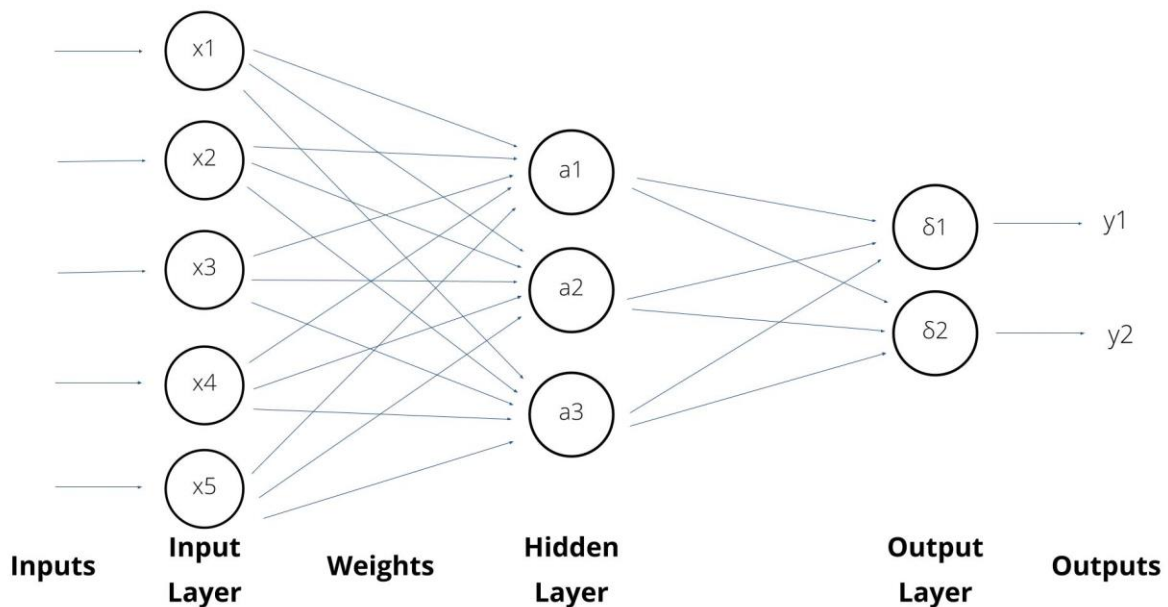 x1
x2
x3
x4
x5
a1
a2
a3
δ1
δ2
y1
y2
Inputs
Input
Layer
Weights
Hidden
Layer
Output
Layer
Outputs